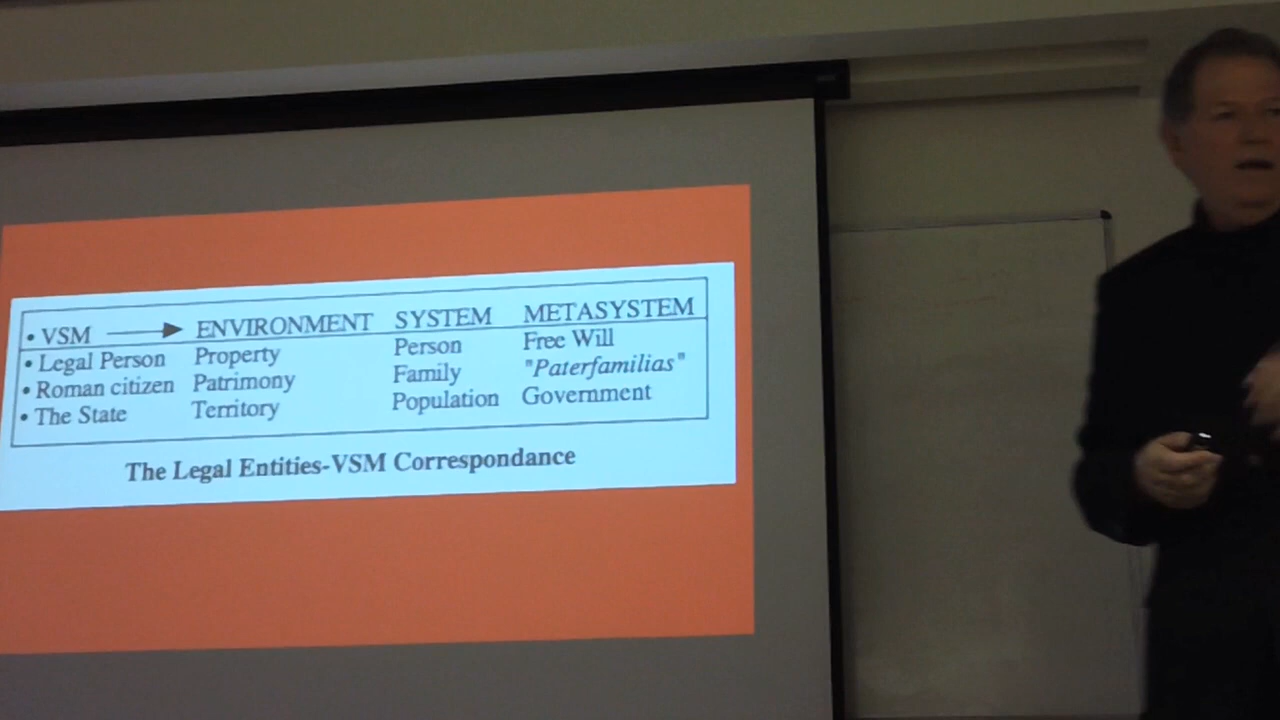 • VSM ENVIRONMENT SYSTEM METASYSTEM
• Legal Person Property Person Free Will
• Roman citizen Patrimony Family "Paterfamilias"
• The State Territory Population Government
The Legal Entities-VSM Correspondance